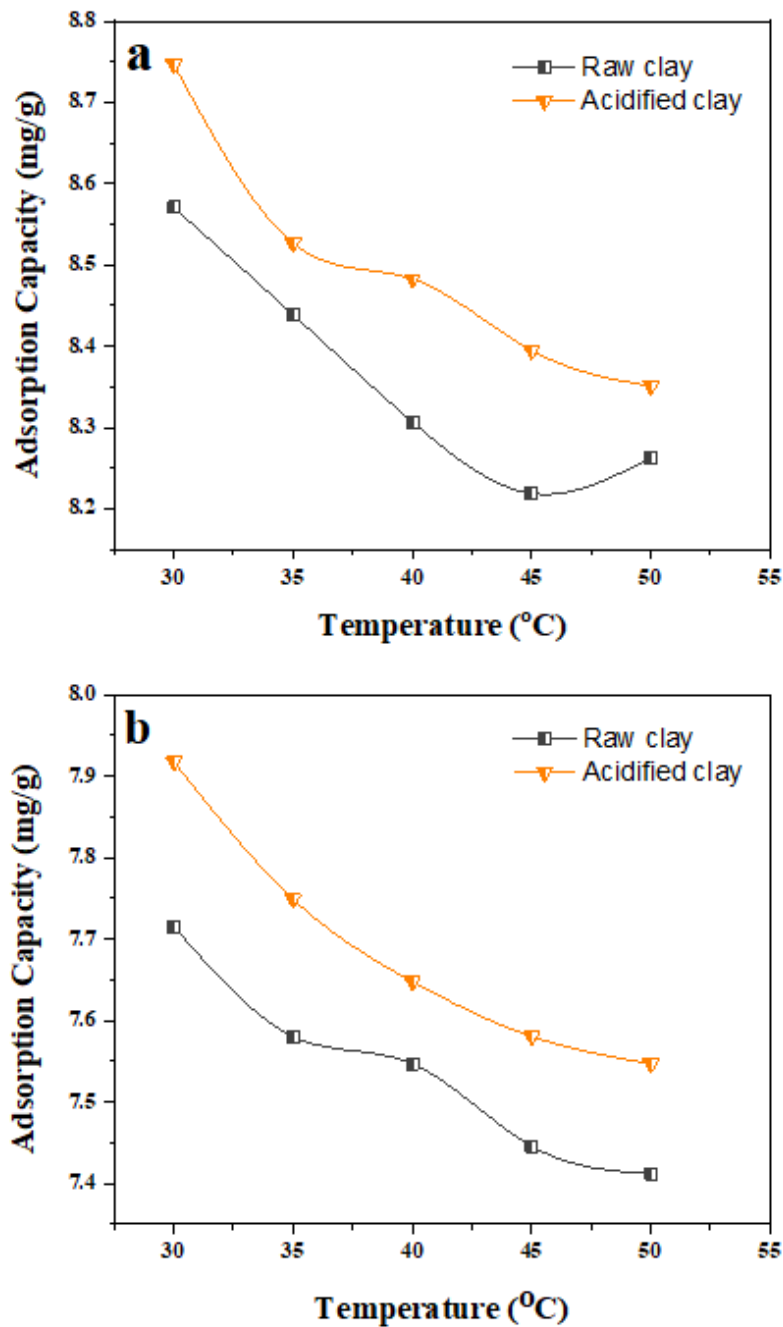 a
Raw clay
Acidified clay
Adsorption Capacity (mg/g)
8.8
8.7
8.6
8.5
8.4
8.3
8.2
30 35 40 45 50 55
Temperature (°C)
b
Raw clay
Acidified clay
Adsorption Capacity (mg/g)
8.0
7.9
7.8
7.7
7.6
7.5
7.4
30 35 40 45 50 55
Temperature (°C)